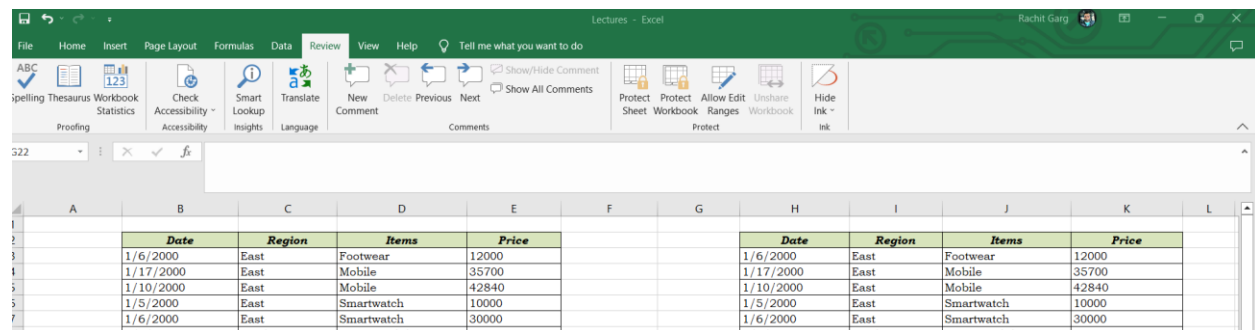 Lectures - Excel
Rachit Garg
File Home Insert Page Layout Formulas Data Review View Help Tell me what you want to do
ABC
Spelling Thesaurus Workbook Statistics
123
Check Accessibility
Smart Lookup
Translate
New Comment
Delete Previous Next
Show/Hide Comment
Show All Comments
Protect Sheet
Protect Workbook
Allow Edit Ranges
Unshare Workbook
Hide Ink
Proofing Accessibility Insights Language Comments Protect Ink
G22
fx
A B C D E F G H I J K L
Date Region Items Price Date Region Items Price
1/6/2000 East Footwear 12000 1/6/2000 East Footwear 12000
1/17/2000 East Mobile 35700 1/17/2000 East Mobile 35700
1/10/2000 East Mobile 42840 1/10/2000 East Mobile 42840
1/5/2000 East Smartwatch 10000 1/5/2000 East Smartwatch 10000
1/6/2000 East Smartwatch 30000 1/6/2000 East Smartwatch 30000